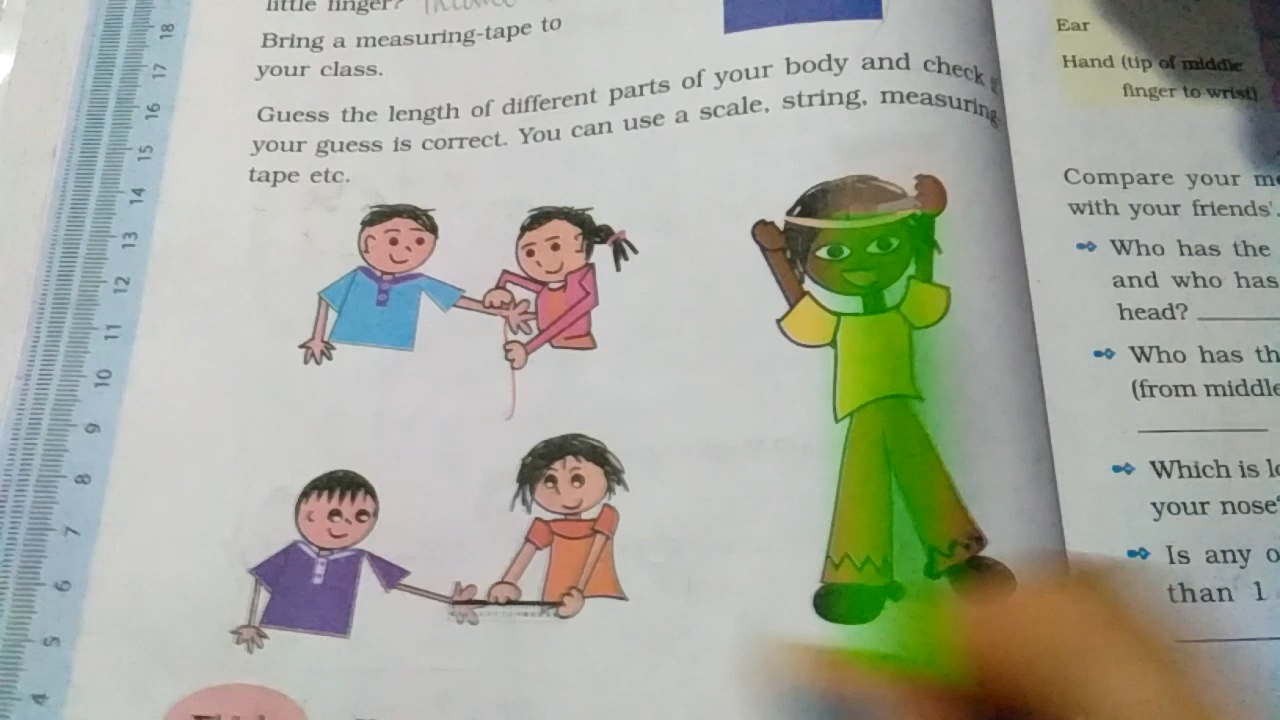 little finger?
Bring a measuring-tape to
your class.
Guess the length of different parts of your body and check
your guess is correct. You can use a scale, string, measuring-
tape etc.
Ear
Hand (tip of middle
finger to wrist)
Compare your
with your friends'
Who has the
and who has
head?
Who has
(from middle
Which is
your nose
Is any
than 1
18
17
16
15
14
13
12
11
10
9
8
7
6
5
4